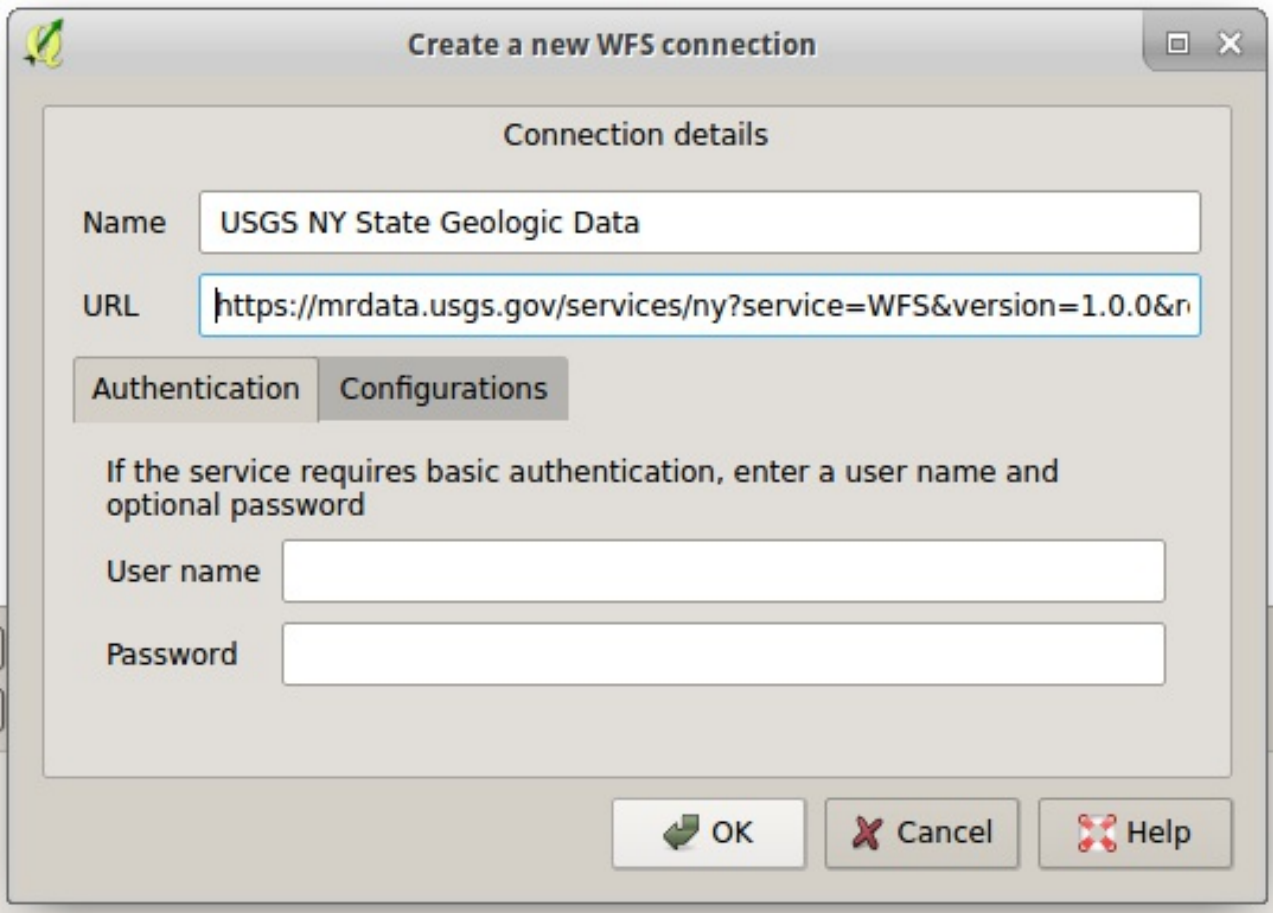 Create a new WFS connection
Connection details
Name USGS NY State Geologic Data
URL https://mrdata.usgs.gov/services/ny?service=WFS&version=1.0.0&r
Authentication Configurations
If the service requires basic authentication, enter a user name and
optional password
User name
Password
OK Cancel Help